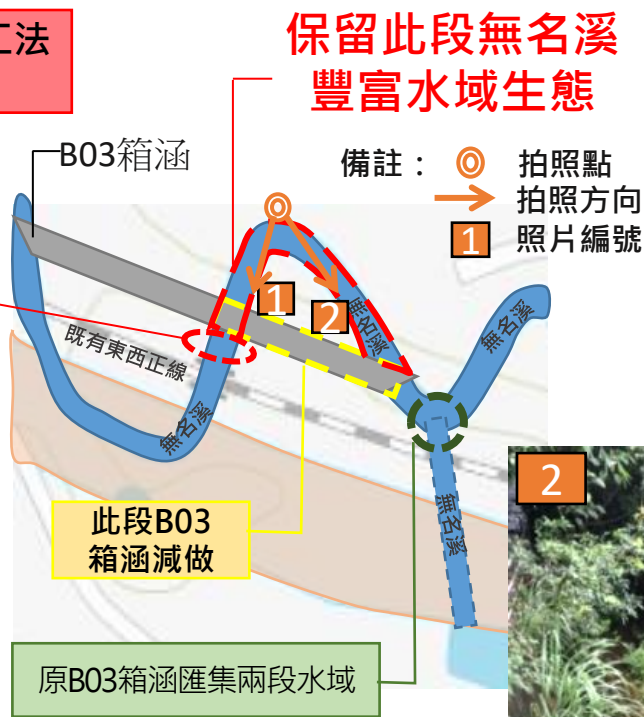 工法
保留此段無名溪
豐富水域生態
B03箱涵
備註：
拍照點
拍照方向
1 照片編號
1
2
無名溪
無名溪
既有東西正線
無名溪
無名溪
2
此段B03
箱涵減做
原B03箱涵匯集兩段水域